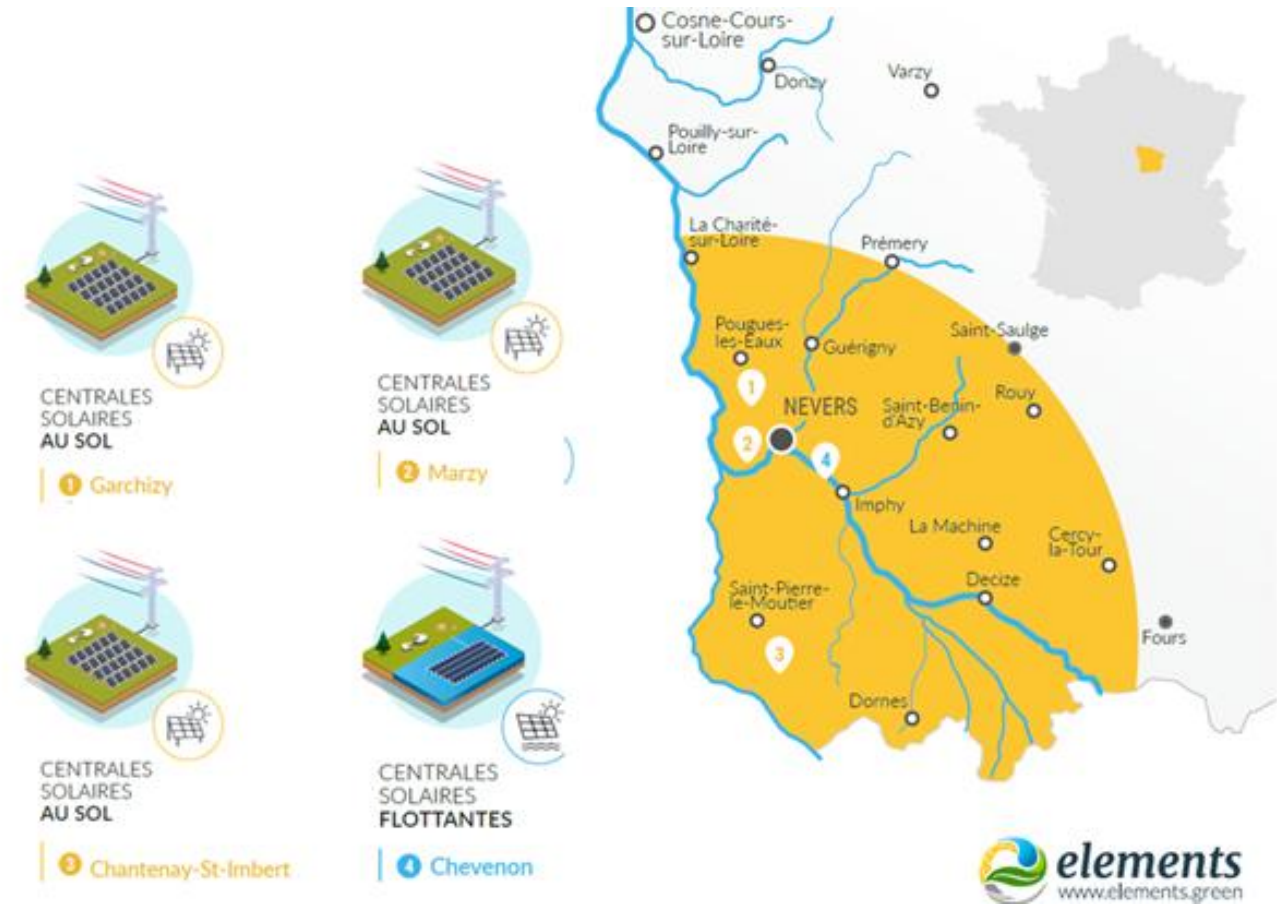 CENTRALES
SOLAIRES
AU SOL
1 Garchizy
CENTRALES
SOLAIRES
AU SOL
2 Marzy
CENTRALES
SOLAIRES
AU SOL
3 Chantenay-St-Imbert
CENTRALES
SOLAIRES
FLOTTANTES
4 Chevenon
Cosne-Cours-
sur-Loire
Donzy
Varzy
Pouilly-sur-
Loire
La Charité-
sur-Loire
Prémery
Pougues-
les-Eaux
Guérigny
Saint-Saulge
1
NEVERS
Saint-Benin-
d'Azy
Rouy
2
4
Imphy
La Machine
Cercy-
la-Tour
Decize
Saint-Pierre-
le-Moutier
3
Fours
Dornes
elements
www.elements.green